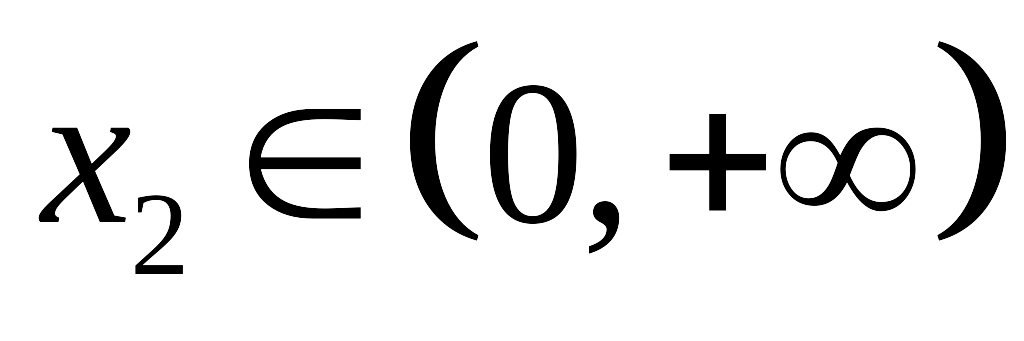 x₂ ∈ (0, +∞)